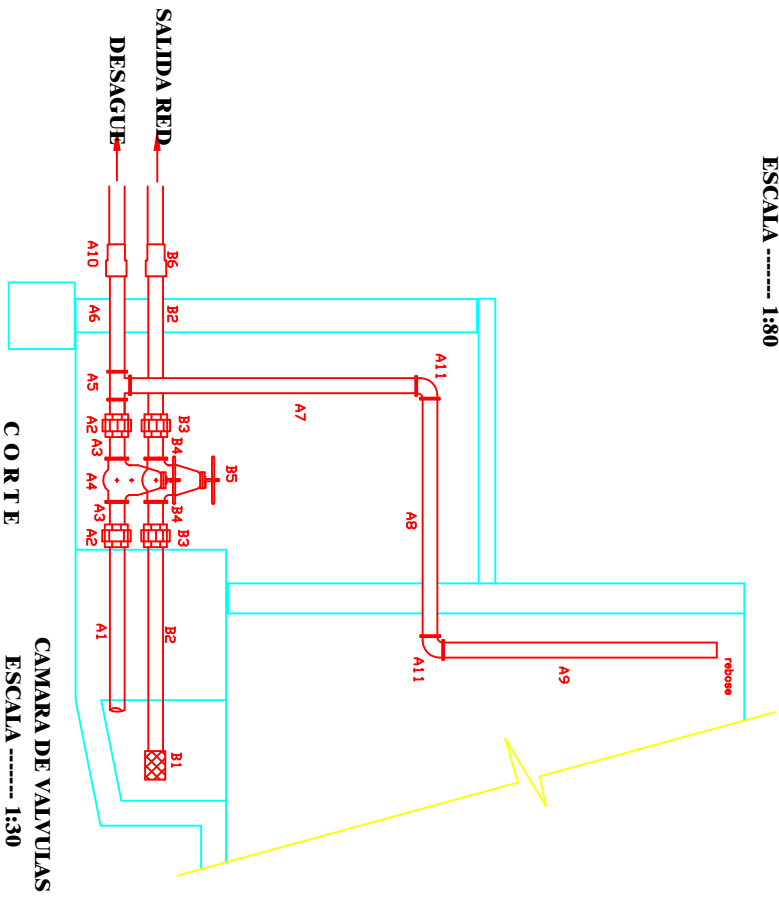 ESCALA ------- 1:80
SALIDA RED
DESAGUE
rebose
A11
A7
A8
A11
A9
B6
B2
B3
B4
B5
B4
B3
B2
B1
A10
A6
A5
A2
A3
A4
A3
A2
A1
CORTE
CAMARA DE VALVULAS
ESCALA ------- 1:30